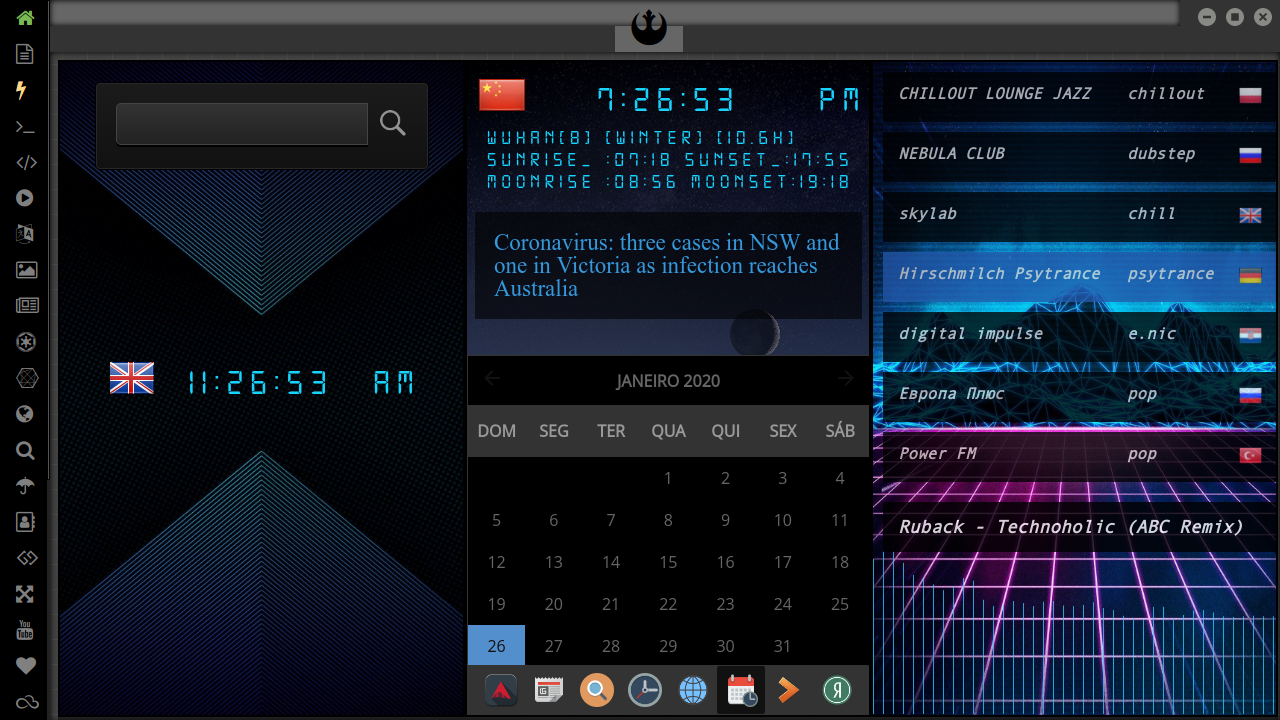 7:26:53 PM
WUHAN(8) (WINTER) (10.6H)
SUNRISE_ :07:18 SUNSET_:17:55
MOONRISE :08:56 MOONSET:19:18
Coronavirus: three cases in NSW and
one in Victoria as infection reaches
Australia
11:26:53 AM
JANEIRO 2020
DOM SEG TER QUA QUI SEX SÁB
1 2 3 4
5 6 7 8 9 10 11
12 13 14 15 16 17 18
19 20 21 22 23 24 25
26 27 28 29 30 31
CHILLOUT LOUNGE JAZZ chillout
NEBULA CLUB dubstep
skylab chill
Hirschmilch Psytrance psytrance
digital impulse e.nic
Европа Плюс pop
Power FM pop
Ruback - Technoholic (ABC Remix)
You
Tube
Я